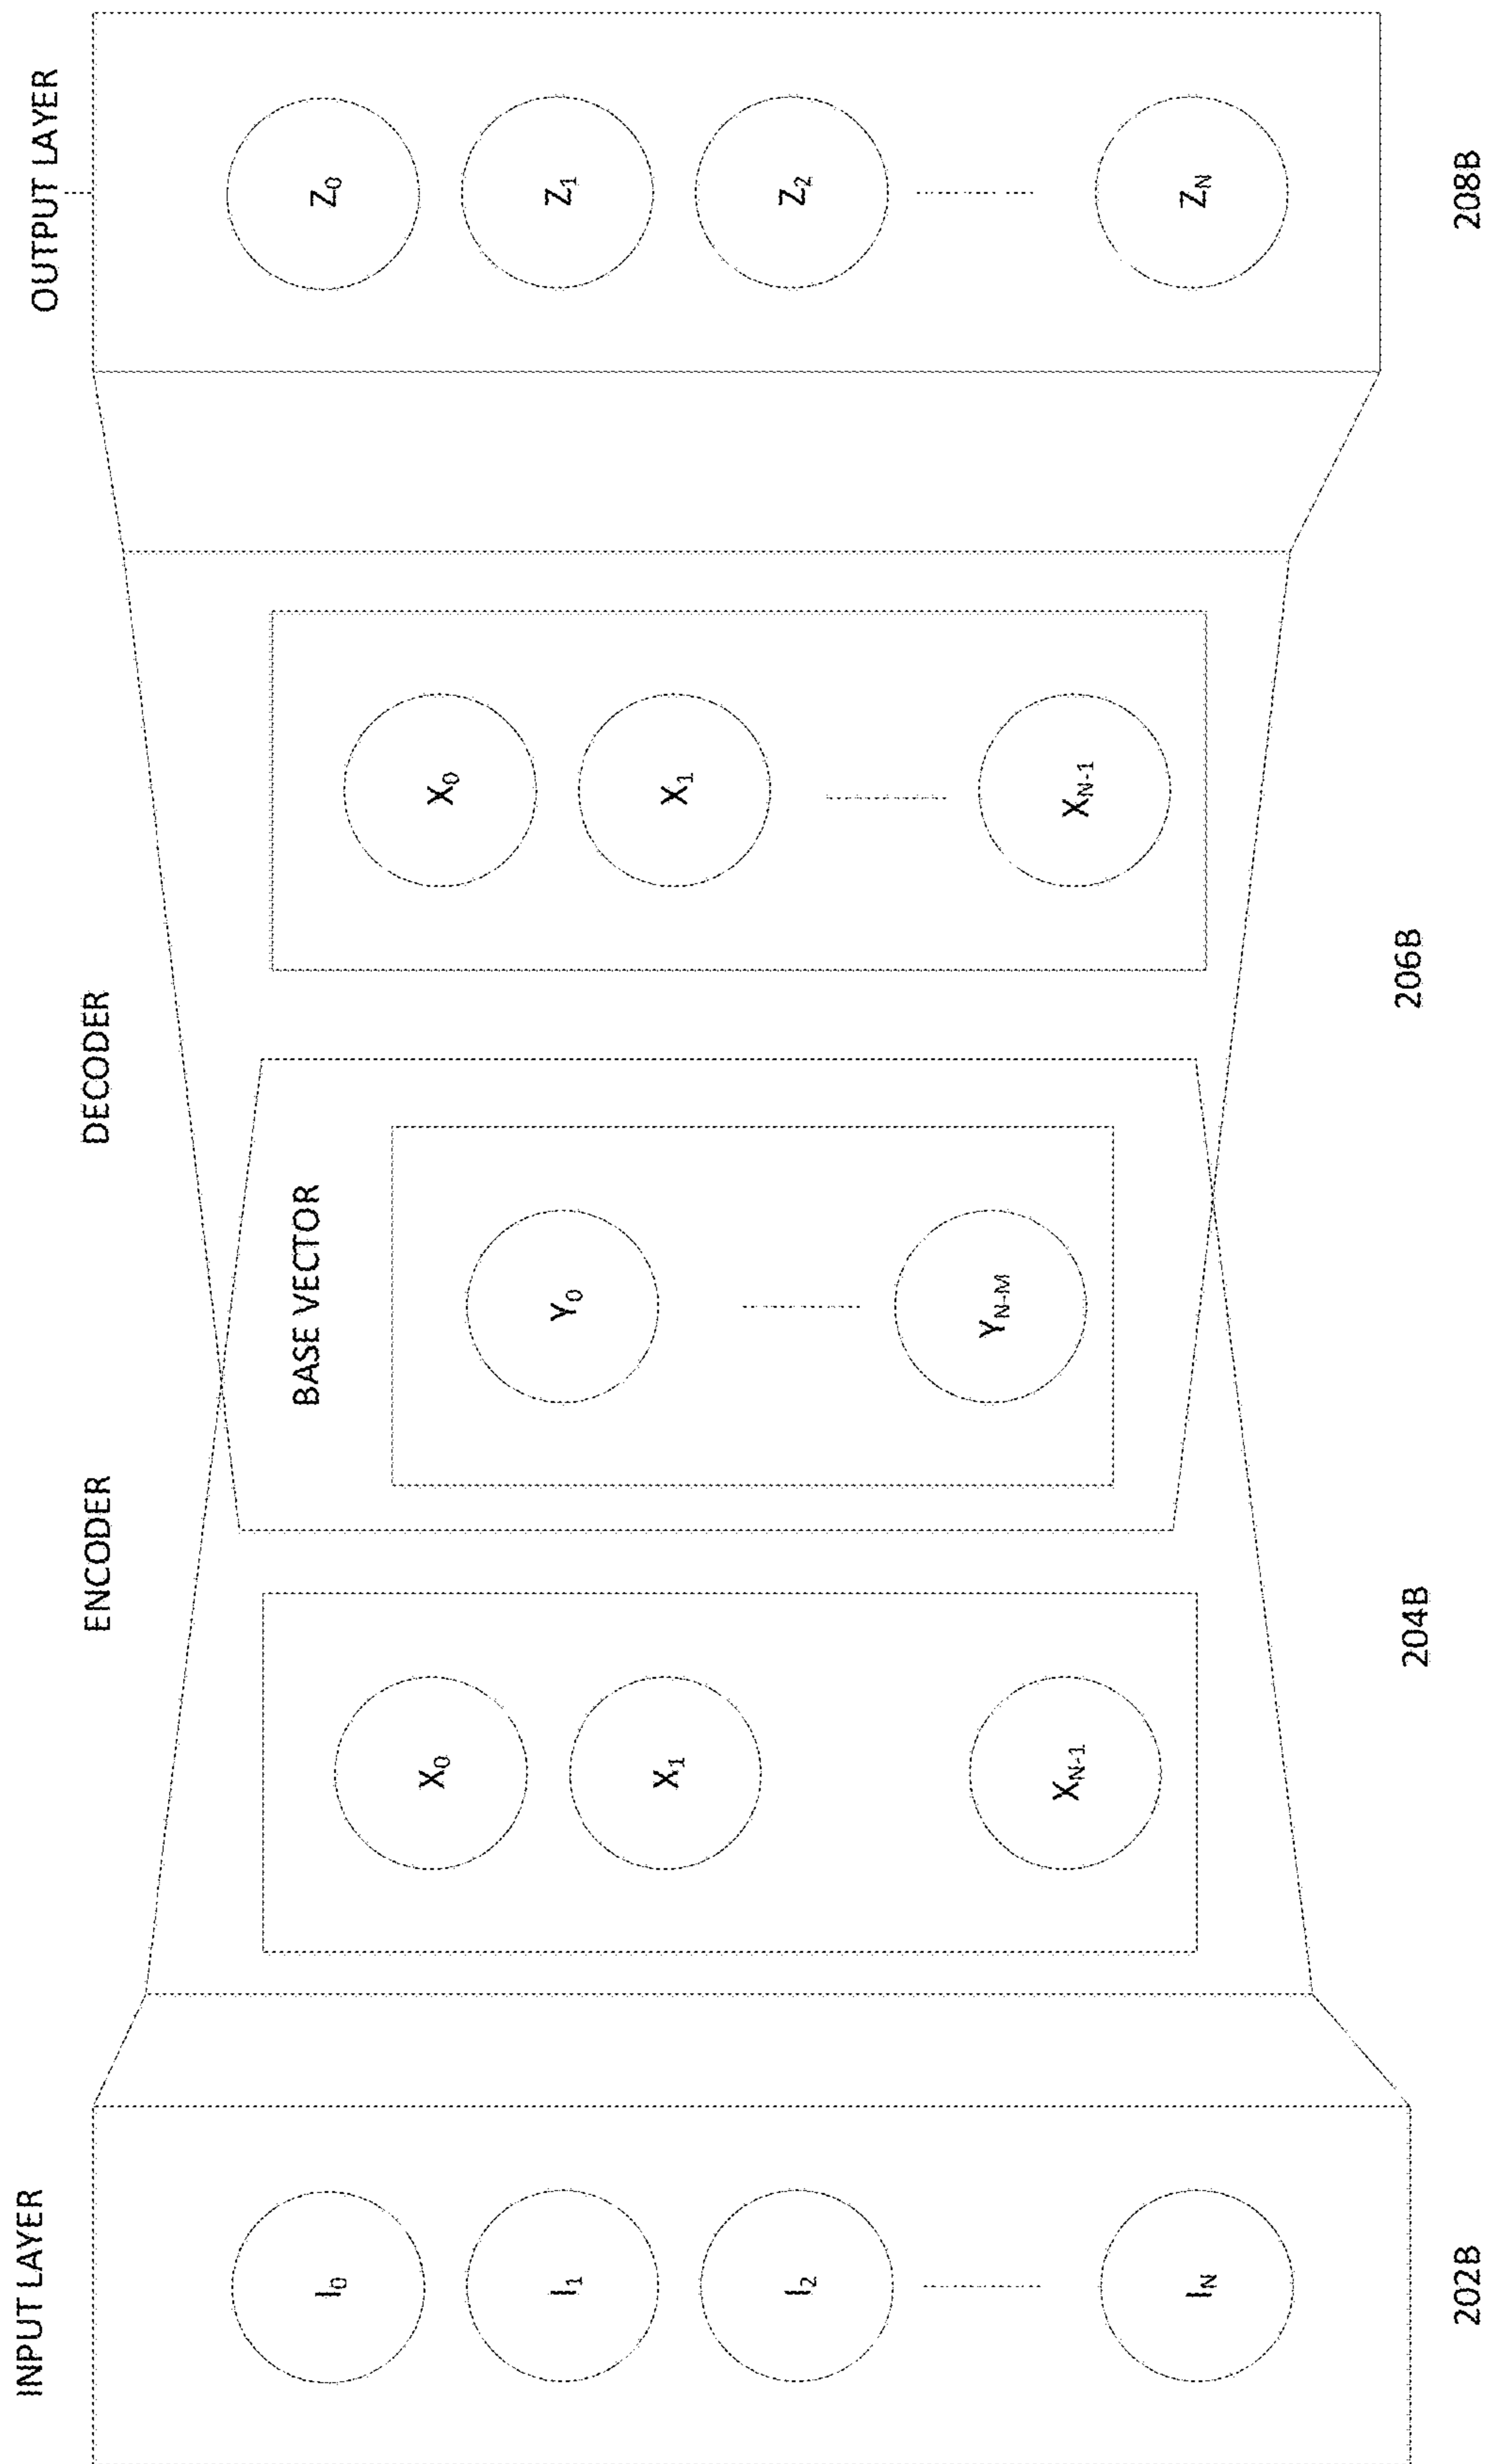 INPUT LAYER
I0
I1
I2
IN
202B
ENCODER
X0
X1
XN-1
204B
BASE VECTOR
Y0
YN-M
DECODER
X0
X1
XN-1
206B
OUTPUT LAYER
Z0
Z1
Z2
ZN
208B